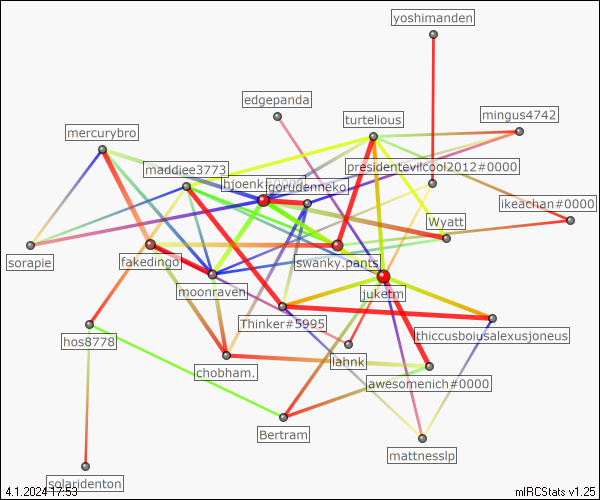 yoshimanden
edgepanda
mingus4742
turtelious
mercurybro
presidentevilcool2012#0000
maddiee3773
gorudenneko
ikeachan#0000
Wyatt
sorapie
fakedingo
swanky.pants
moonraven
juketm
Thinker#5995
thiccusboiusalexusjoneus
hos8778
lahnk
chobham.
awesomenich#0000
Bertram
mattnesslp
solaridenton
4.1.2024 17:53
mIRCStats v1.25